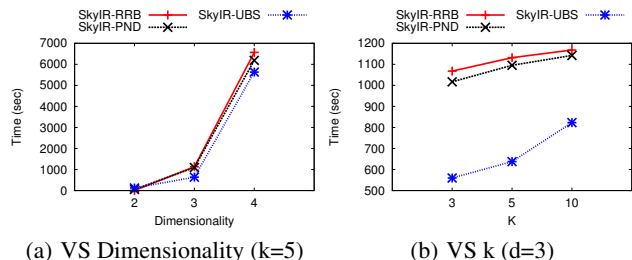 SkyIR-RRB
SkyIR-PND
SkyIR-UBS
Time (sec)
7000
6000
5000
4000
3000
2000
1000
0
2 3 4
Dimensionality
(a) VS Dimensionality (k=5)
SkyIR-RRB
SkyIR-PND
SkyIR-UBS
Time (sec)
1200
1100
1000
900
800
700
600
500
3 5 10
K
(b) VS k (d=3)